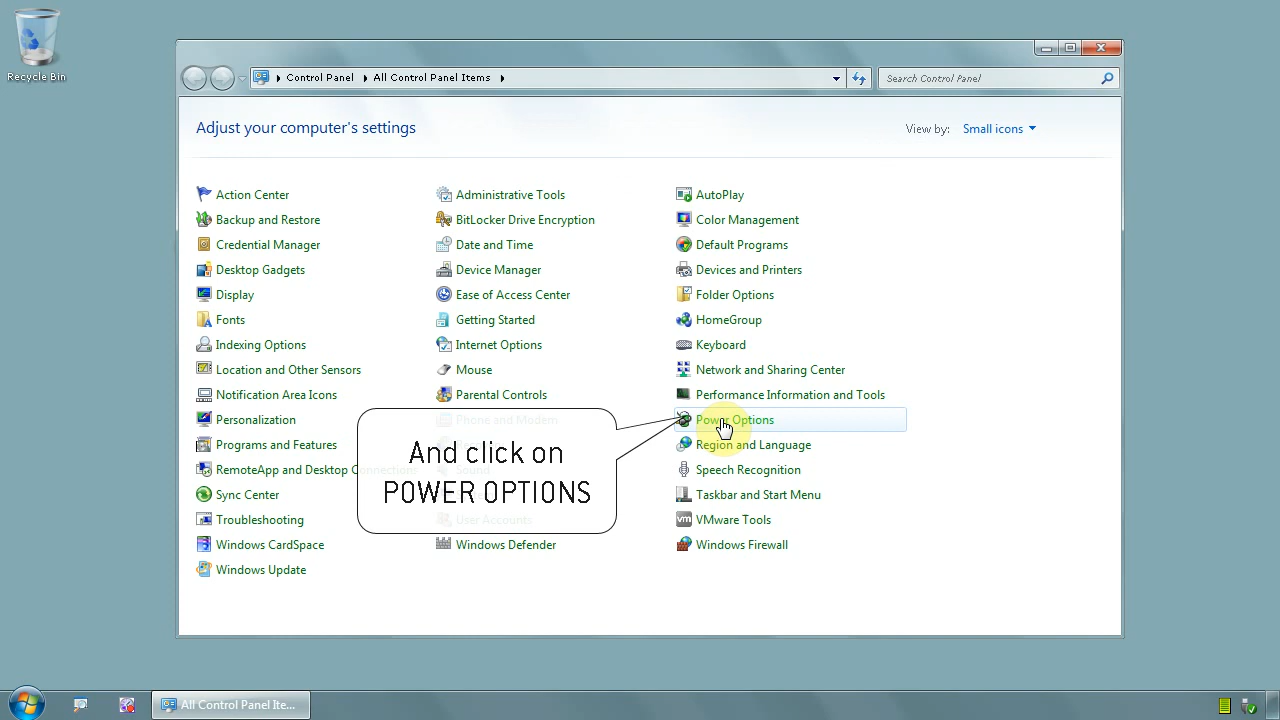 Recycle Bin
Control Panel
All Control Panel Items
Search Control Panel
Adjust your computer's settings
View by:
Small icons
Action Center
Administrative Tools
AutoPlay
Backup and Restore
BitLocker Drive Encryption
Color Management
Credential Manager
Date and Time
Default Programs
Desktop Gadgets
Device Manager
Devices and Printers
Display
Ease of Access Center
Folder Options
Fonts
Getting Started
HomeGroup
Indexing Options
Internet Options
Keyboard
Location and Other Sensors
Mouse
Network and Sharing Center
Notification Area Icons
Parental Controls
Performance Information and Tools
Personalization
Phone and Modem
Power Options
Programs and Features
Region and Language
RemoteApp and Desktop Connections
Sound
Speech Recognition
Sync Center
Taskbar and Start Menu
Troubleshooting
User Accounts
VMware Tools
Windows CardSpace
Windows Defender
Windows Firewall
Windows Update
And click on
POWER OPTIONS
All Control Panel Ite...